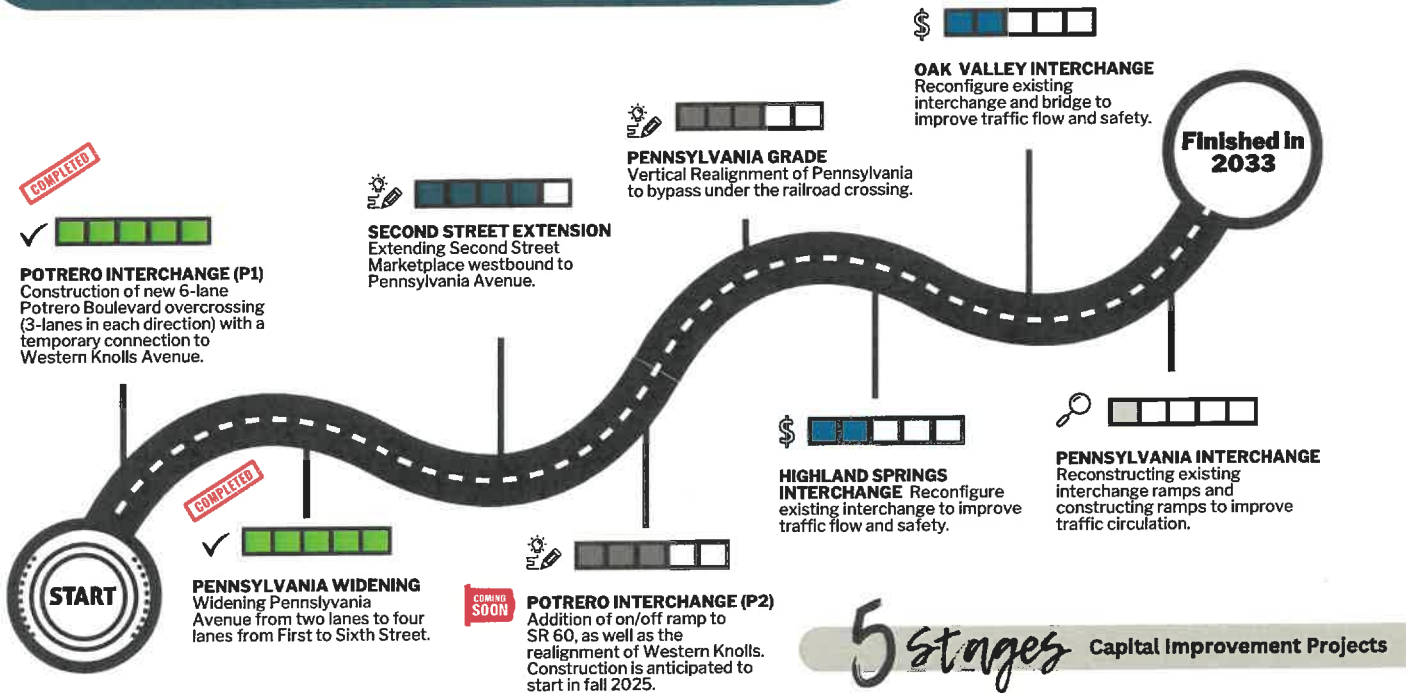 COMPLETED
POTRERO INTERCHANGE (P1)
Construction of new 6-lane
Potrero Boulevard overcrossing
(3-lanes in each direction) with a
temporary connection to
Western Knolls Avenue.
START
COMPLETED
PENNSYLVANIA WIDENING
Widening Pennslyvania
Avenue from two lanes to four
lanes from First to Sixth Street.
SECOND STREET EXTENSION
Extending Second Street
Marketplace westbound to
Pennsylvania Avenue.
COMING
SOON
POTRERO INTERCHANGE (P2)
Addition of on/off ramp to
SR 60, as well as the
realignment of Western Knolls.
Construction is anticipated to
start in fall 2025.
PENNSYLVANIA GRADE
Vertical Realignment of Pennsylvania
to bypass under the railroad crossing.
$
HIGHLAND SPRINGS
INTERCHANGE Reconfigure
existing interchange to improve
traffic flow and safety.
$
OAK VALLEY INTERCHANGE
Reconfigure existing
interchange and bridge to
improve traffic flow and safety.
PENNSYLVANIA INTERCHANGE
Reconstructing existing
interchange ramps and
constructing ramps to improve
traffic circulation.
Finished in
2033
5 Stages Capital Improvement Projects